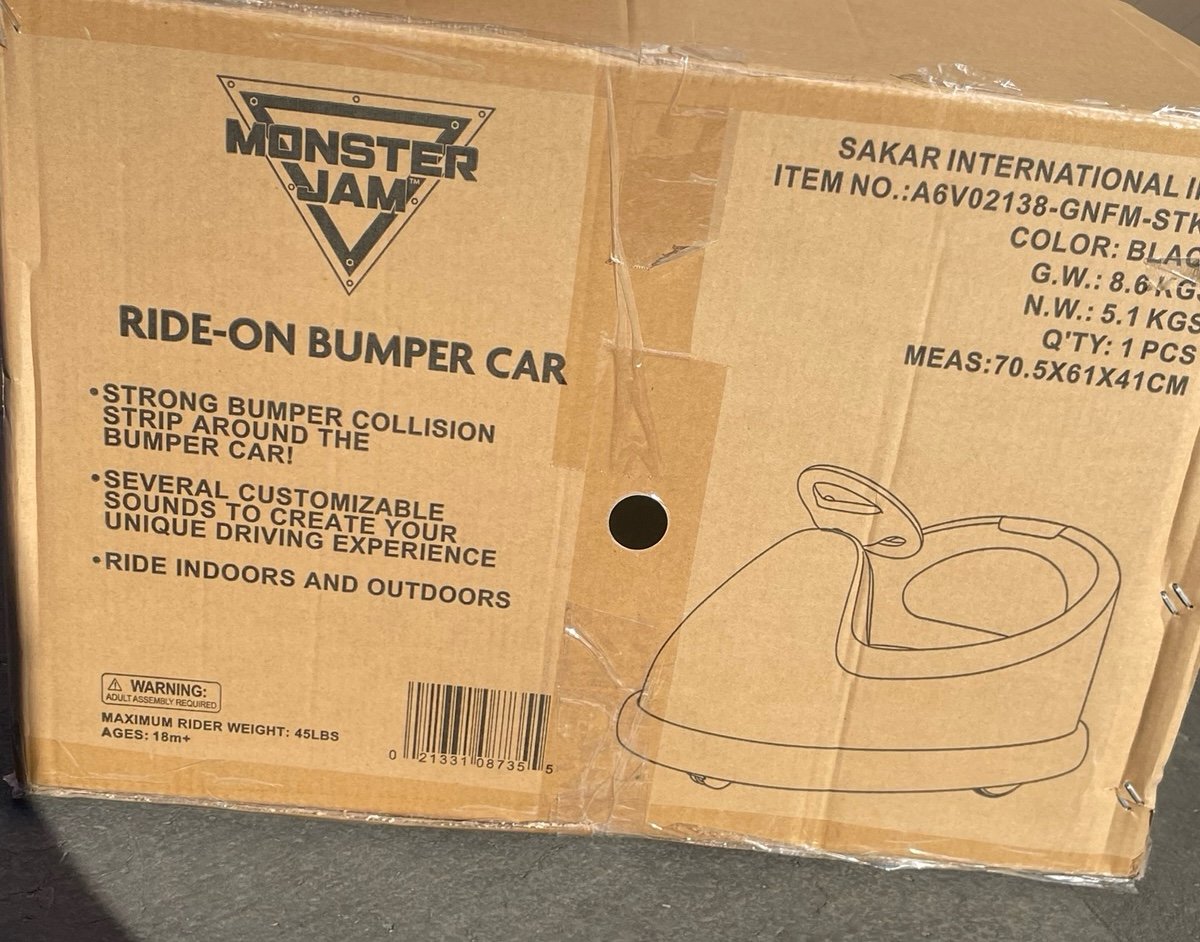 MONSTER
JAM™
RIDE-ON BUMPER CAR
•STRONG BUMPER COLLISION
STRIP AROUND THE
BUMPER CAR!
•SEVERAL CUSTOMIZABLE
SOUNDS TO CREATE YOUR
UNIQUE DRIVING EXPERIENCE
•RIDE INDOORS AND OUTDOORS
⚠ WARNING:
ADULT ASSEMBLY REQUIRED
MAXIMUM RIDER WEIGHT: 45LBS
AGES: 18m+
0 21331 08735 5
SAKAR INTERNATIONAL
ITEM NO.:A6V02138-GNFM-STK
COLOR: BLAC
G.W.: 8.6 KGS
N.W.: 5.1 KGS
Q'TY: 1 PCS
MEAS:70.5X61X41CM